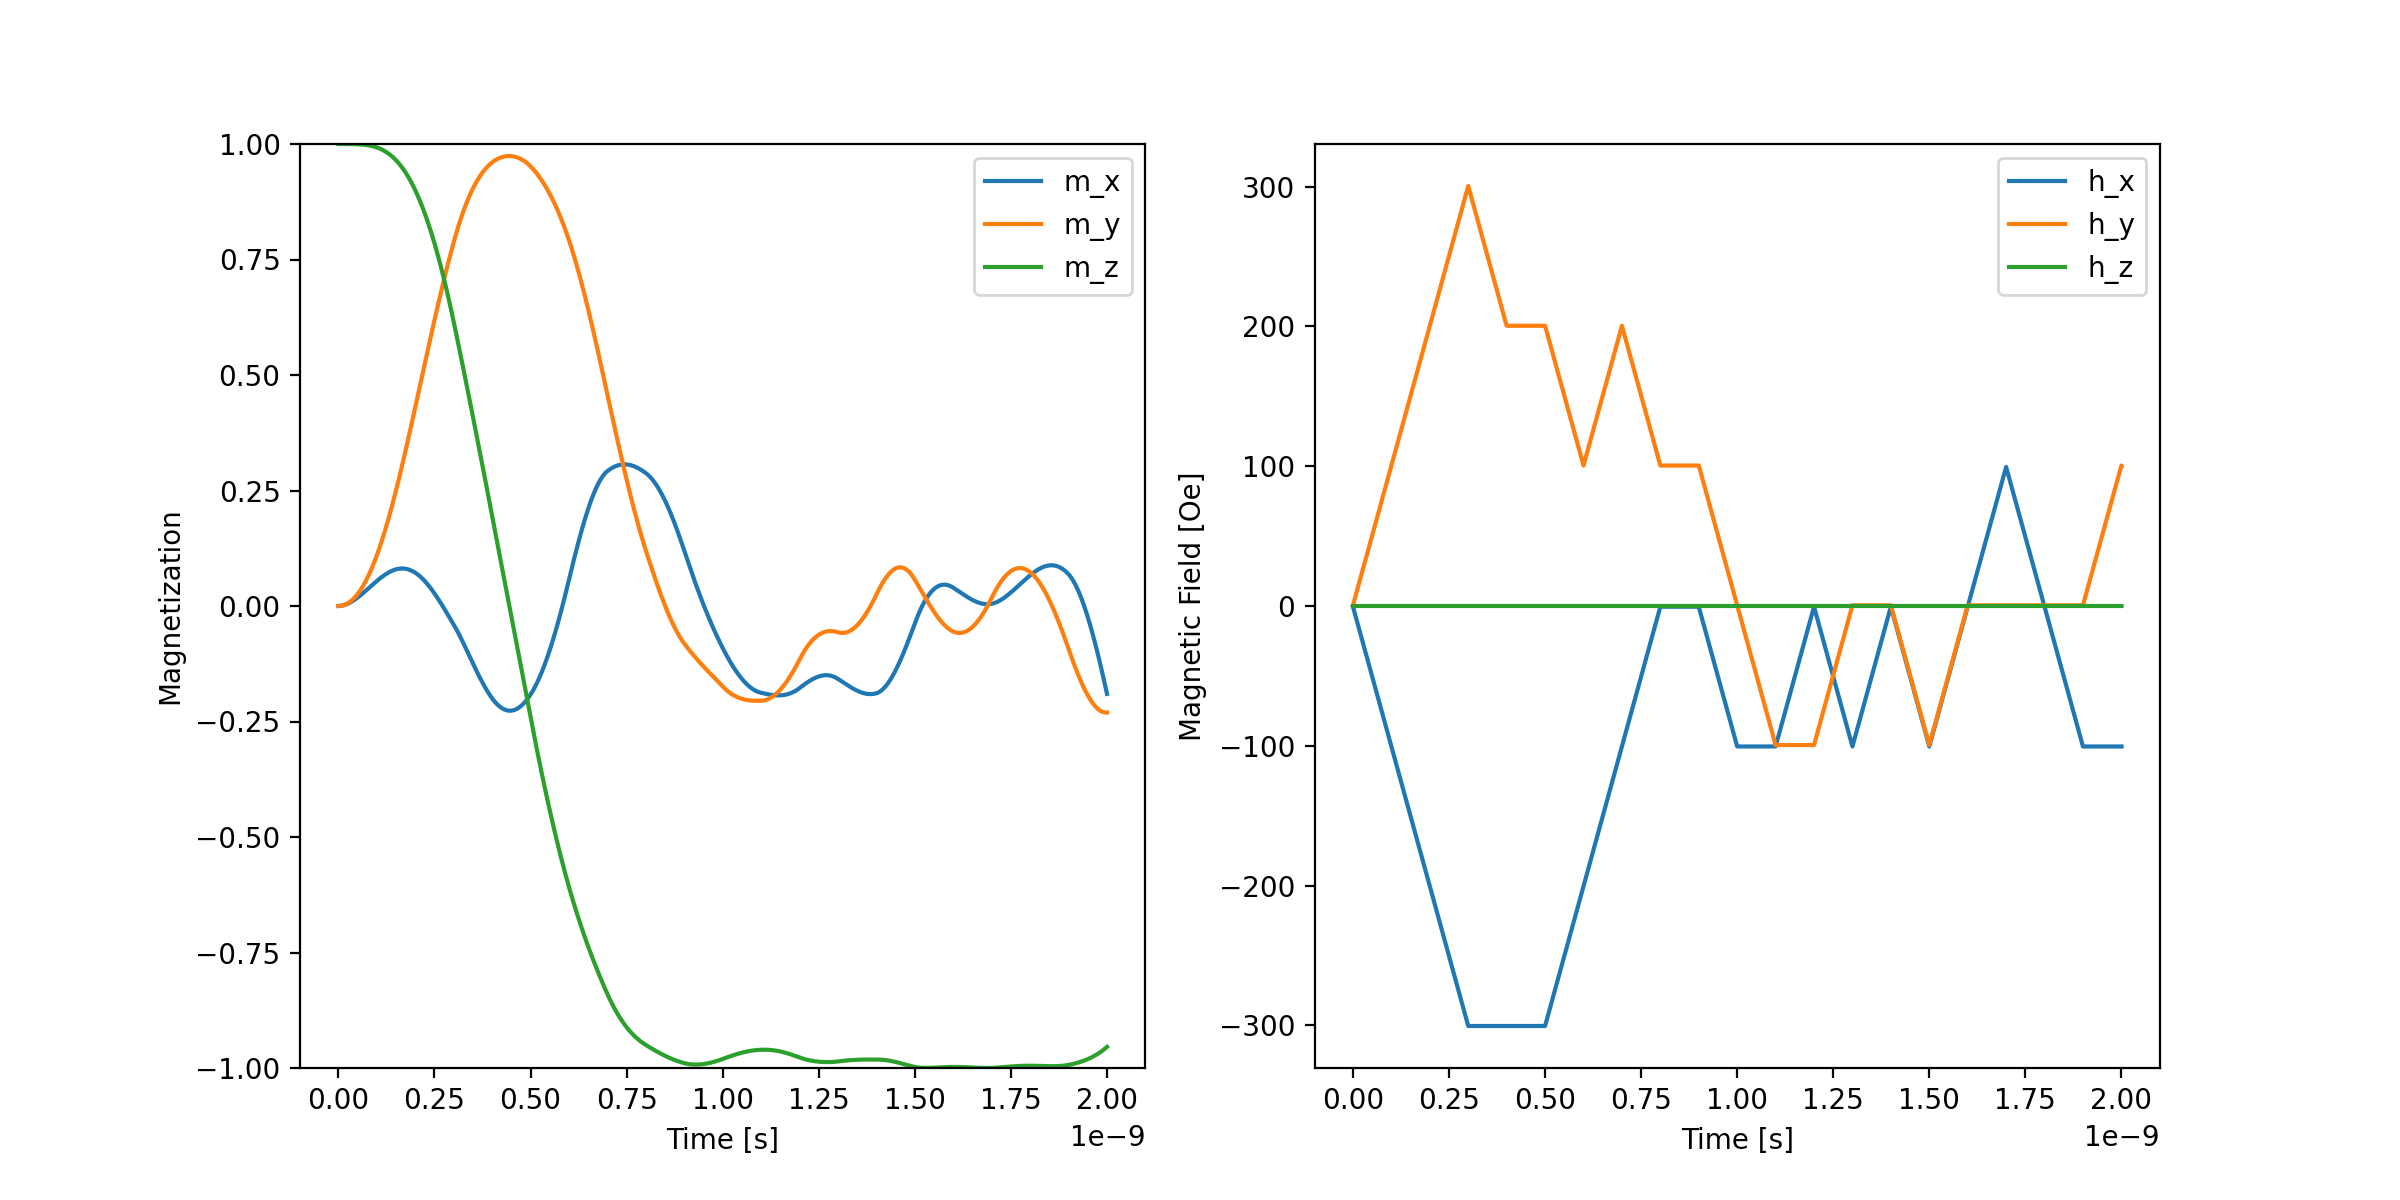 Magnetization
1.00
0.75
0.50
0.25
0.00
−0.25
−0.50
−0.75
−1.00
0.00 0.25 0.50 0.75 1.00 1.25 1.50 1.75 2.00
Time [s]
1e−9
m_x
m_y
m_z
Magnetic Field [Oe]
300
200
100
0
−100
−200
−300
0.00 0.25 0.50 0.75 1.00 1.25 1.50 1.75 2.00
Time [s]
1e−9
h_x
h_y
h_z